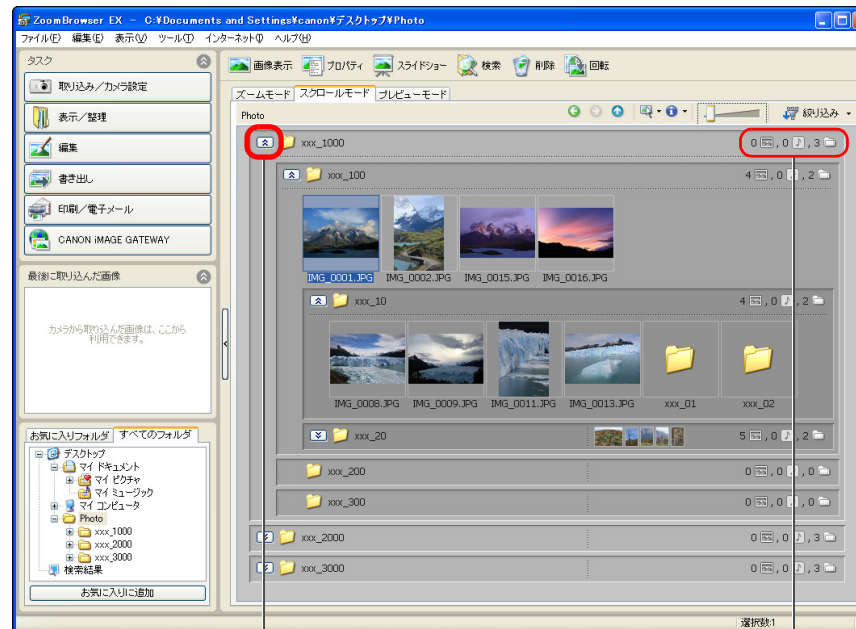 ZoomBrowser EX - C:¥Documents and Settings¥canon¥デスクトップ¥Photo
ファイル(F) 編集(E) 表示(V) ツール(T) インターネット(I) ヘルプ(H)
タスク
取り込み/カメラ設定
表示/整理
編集
書き出し
印刷/電子メール
CANON iMAGE GATEWAY
最後に取り込んだ画像
カメラから取り込んだ画像は、ここから
利用できます。
お気に入りフォルダ すべてのフォルダ
デスクトップ
マイ ドキュメント
マイ ピクチャ
マイ ミュージック
マイ コンピュータ
Photo
xxx_1000
xxx_2000
xxx_3000
検索結果
お気に入りに追加
画像表示 プロパティ スライドショー 検索 削除 回転
ズームモード スクロールモード プレビューモード
Photo 絞り込み
xxx_1000 0 , 0 , 3
xxx_100 4 , 0 , 2
IMG_0001.JPG IMG_0002.JPG IMG_0015.JPG IMG_0016.JPG
xxx_10 4 , 0 , 2
IMG_0008.JPG IMG_0009.JPG IMG_0011.JPG IMG_0013.JPG xxx_01 xxx_02
xxx_20 5 , 0 , 2
xxx_200 0 , 0 , 0
xxx_300 0 , 0 , 0
xxx_2000 0 , 0 , 3
xxx_3000 0 , 0 , 3
選択数:1